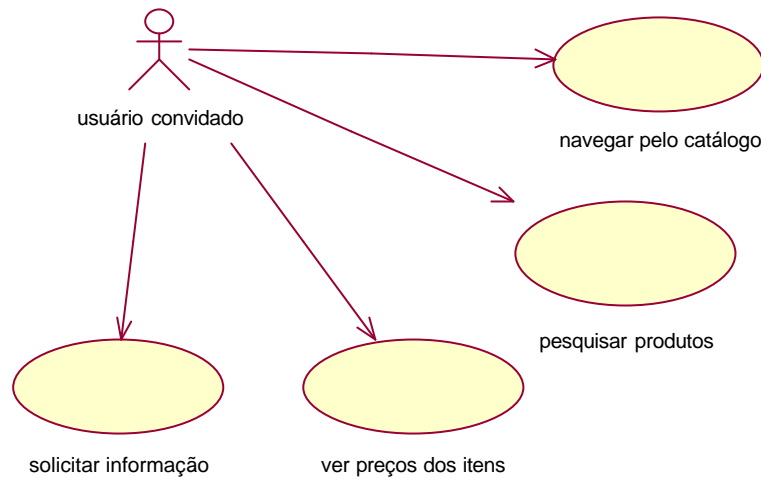 usuário convidado
navegar pelo catálogo
pesquisar produtos
solicitar informação
ver preços dos itens